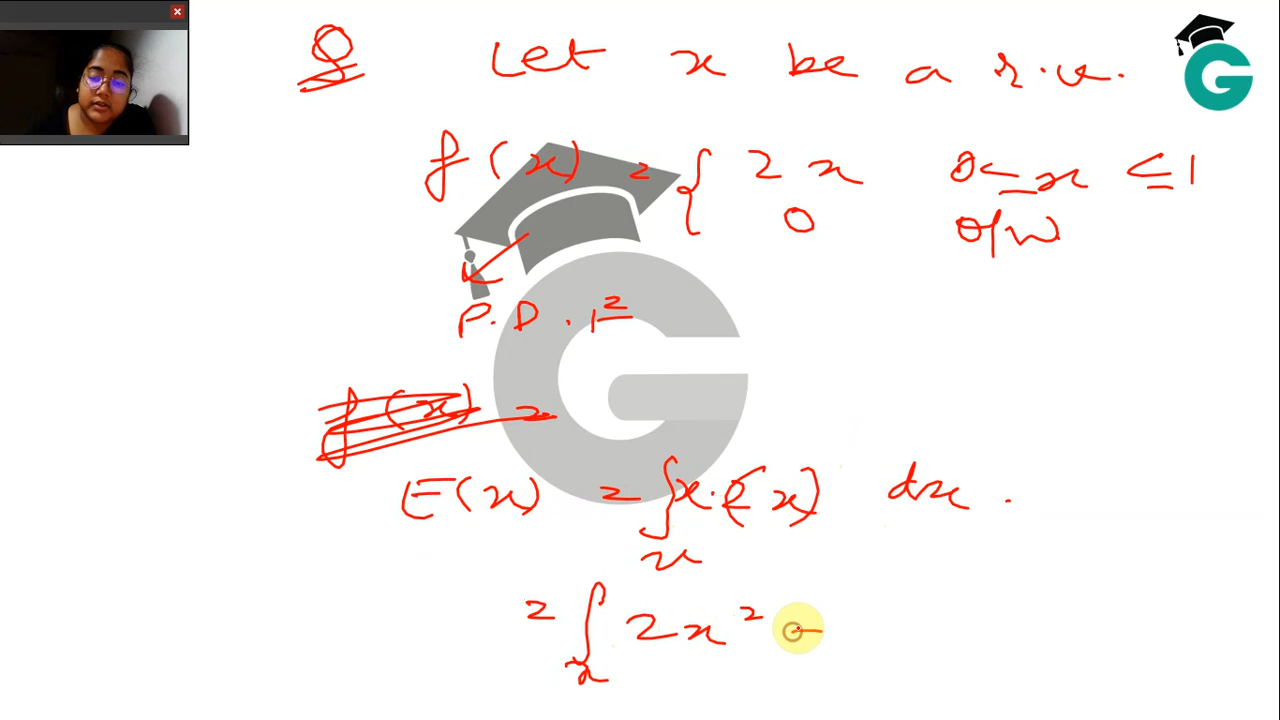 Q Let x be a r.v.
f(x) = { 2x 0 ≤ x ≤ 1
0 o/w
P.D.F
f(x) =
E(x) = ∫ x. f(x) dx.
x
= ∫ 2x²
x